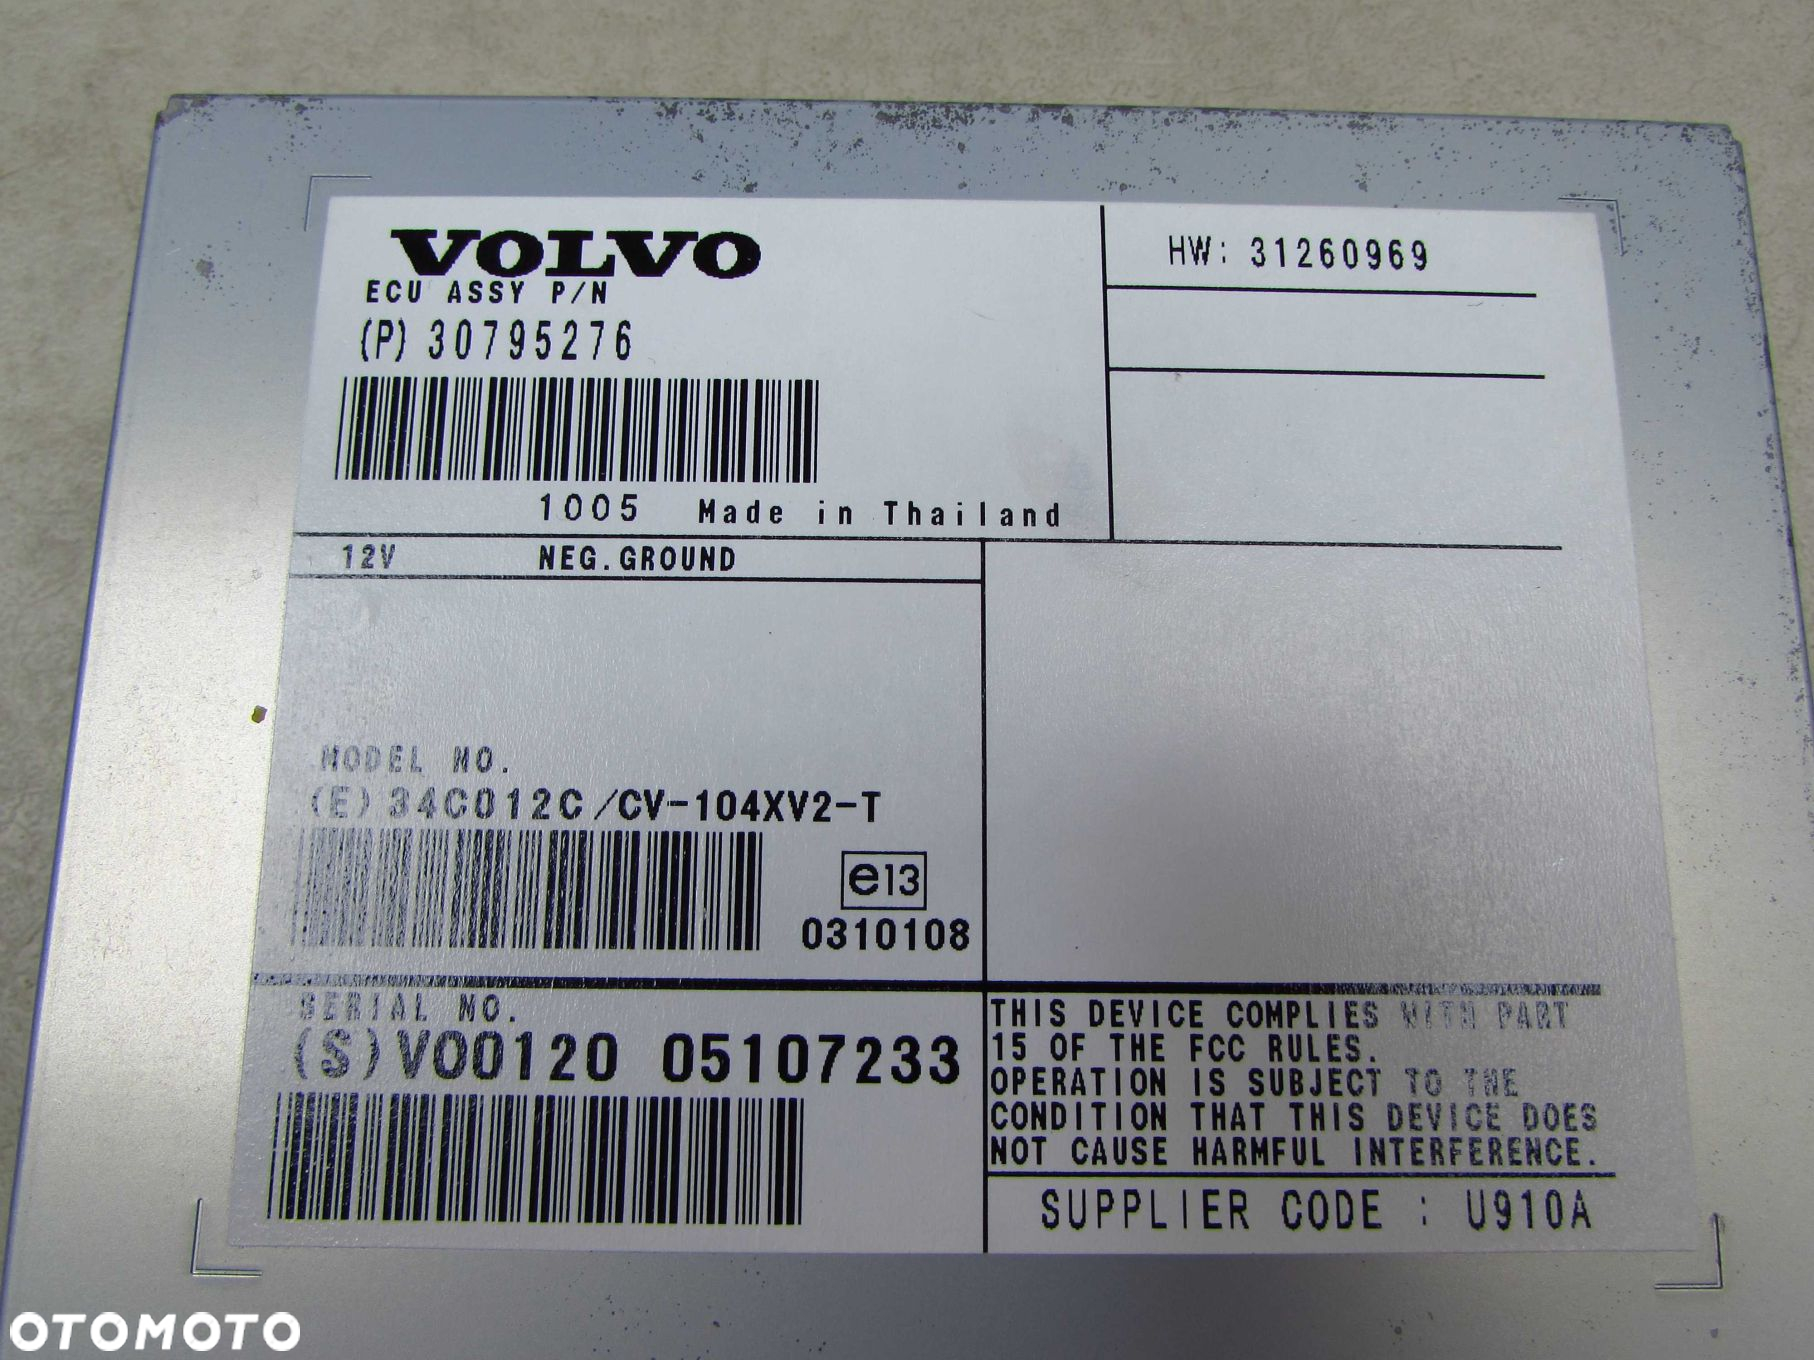 VOLVO
ECU ASSY P/N
(P) 30795276
1005 Made in Thailand
HW: 31260969
12V NEG.GROUND
MODEL NO.
(E) 34C012C/CV-104XV2-T
e13
0310108
SERIAL NO.
(S) VO0120 05107233
THIS DEVICE COMPLIES WITH PART
15 OF THE FCC RULES.
OPERATION IS SUBJECT TO THE
CONDITION THAT THIS DEVICE DOES
NOT CAUSE HARMFUL INTERFERENCE.
SUPPLIER CODE : U910A
OTOMOTO